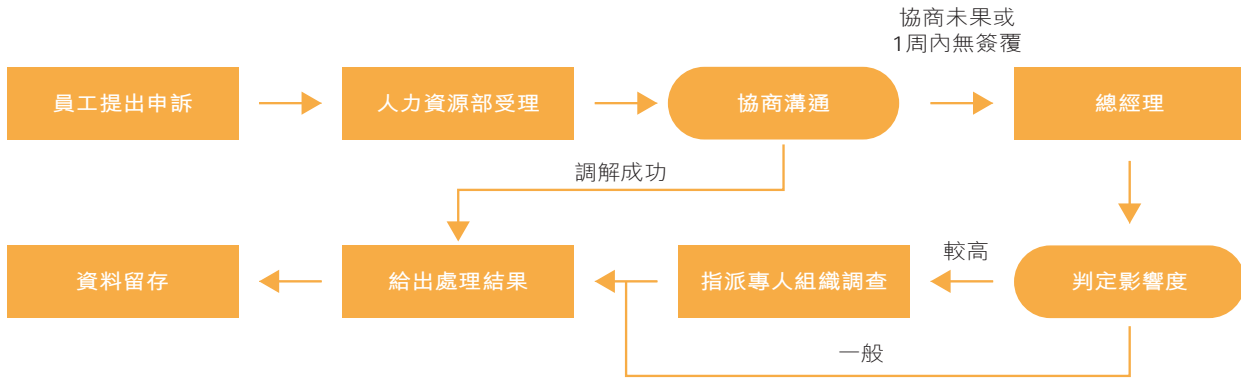 協商未果或
1周內無簽覆
員工提出申訴
人力資源部受理
協商溝通
總經理
調解成功
資料留存
給出處理結果
指派專人組織調查
較高
判定影響度
一般